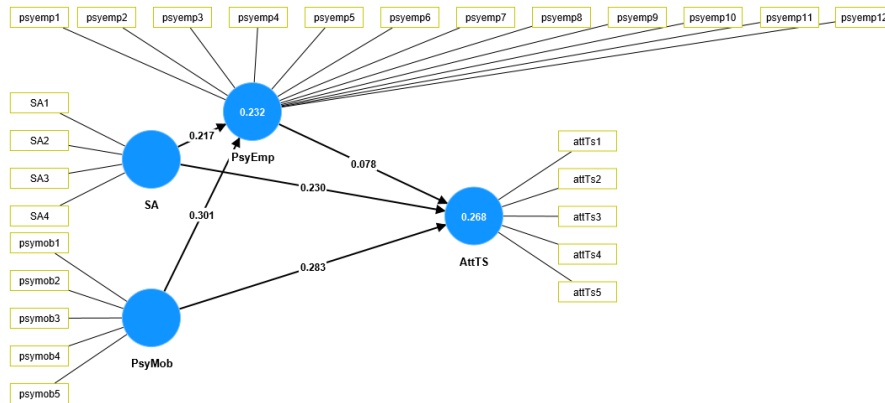 psyemp1 psyemp2 psyemp3 psyemp4 psyemp5 psyemp6 psyemp7 psyemp8 psyemp9 psyemp10 psyemp11 psyemp12
SA1
SA2
SA3
SA4
SA
0.232
PsyEmp
0.217
0.078
0.230
0.301
0.283
psymob1
psymob2
psymob3
psymob4
psymob5
PsyMob
0.268
AttTS
attTs1
attTs2
attTs3
attTs4
attTs5